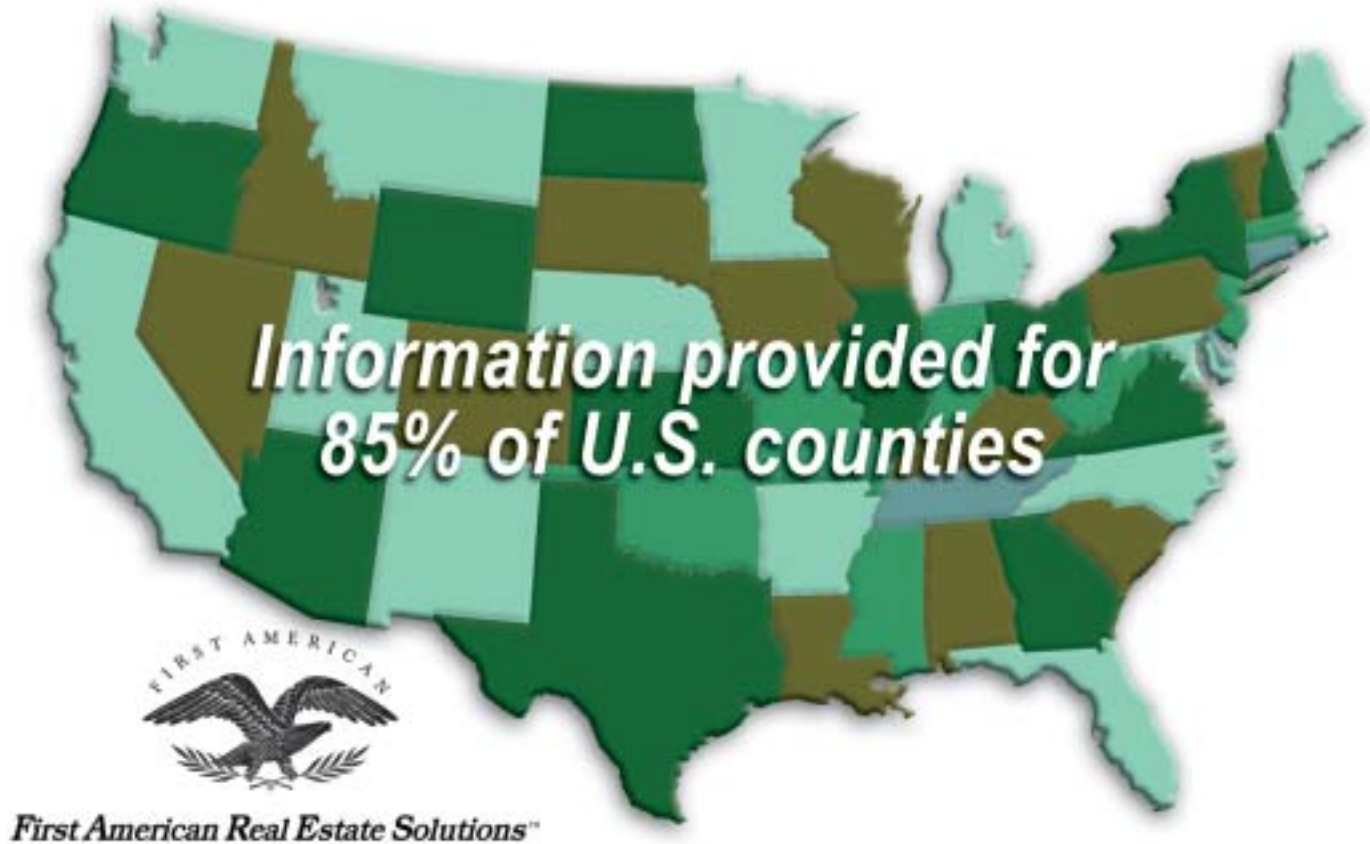 Information provided for
85% of U.S. counties
FIRST AMERICAN
First American Real Estate Solutions™